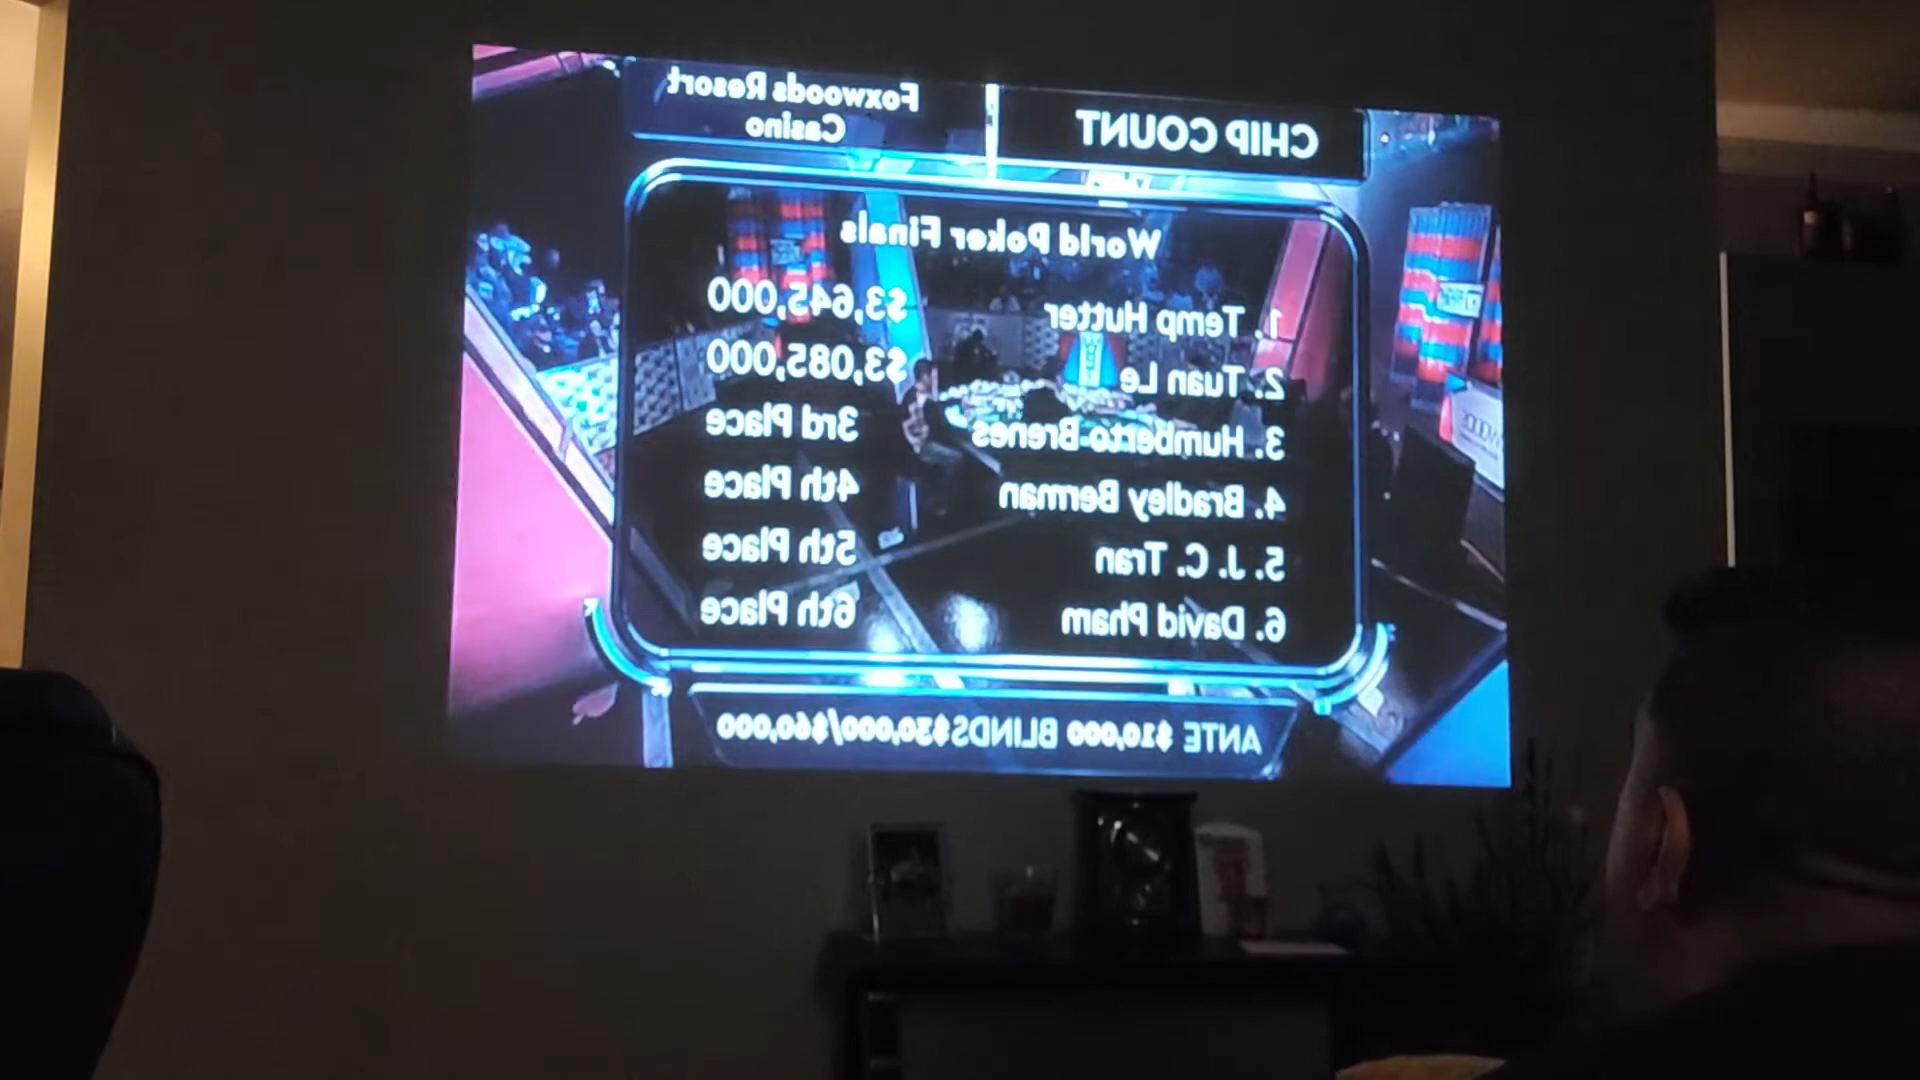 CHIP COUNT
Foxwoods Resort
Casino
World Poker Finals
1. Temp Hutter $3,645,000
2. Tuan Le $3,085,000
3. Humberto Brenes 3rd Place
4. Bradley Berman 4th Place
5. J. C. Tran 5th Place
6. David Pham 6th Place
ANTE $10,000 BLINDS $30,000/$60,000